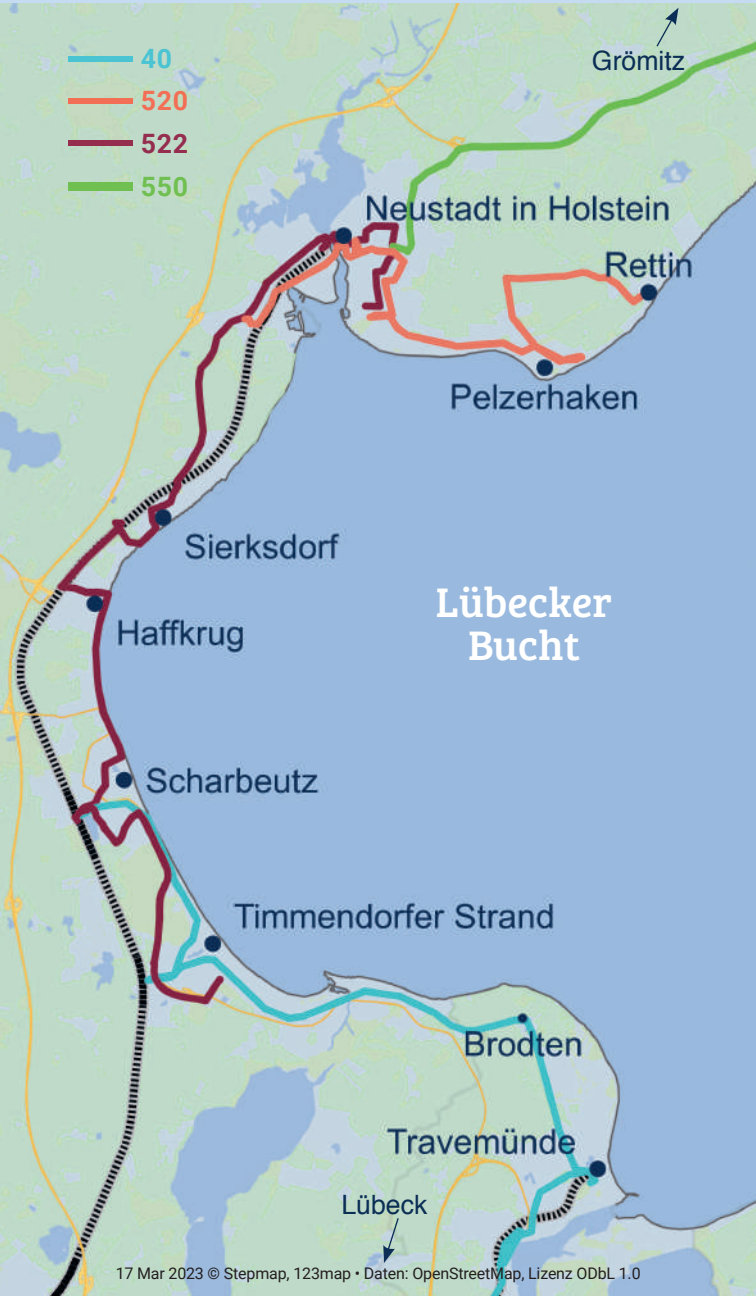 40
520
522
550
Grömitz
Neustadt in Holstein
Rettin
Pelzerhaken
Sierksdorf
Lübecker
Bucht
Haffkrug
Scharbeutz
Timmendorfer Strand
Brodten
Travemünde
Lübeck
17 Mar 2023 © Stepmap, 123map • Daten: OpenStreetMap, Lizenz ODbL 1.0